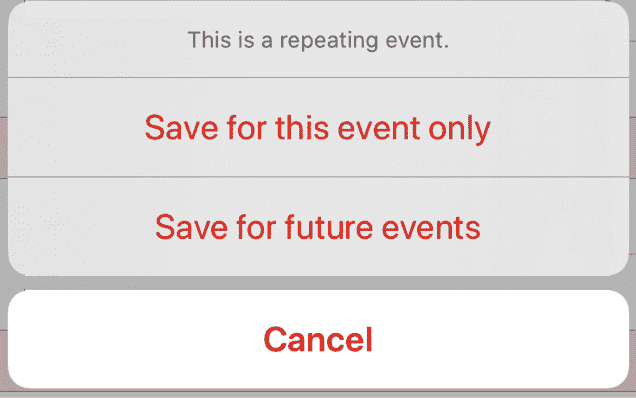 This is a repeating event.
Save for this event only
Save for future events
Cancel